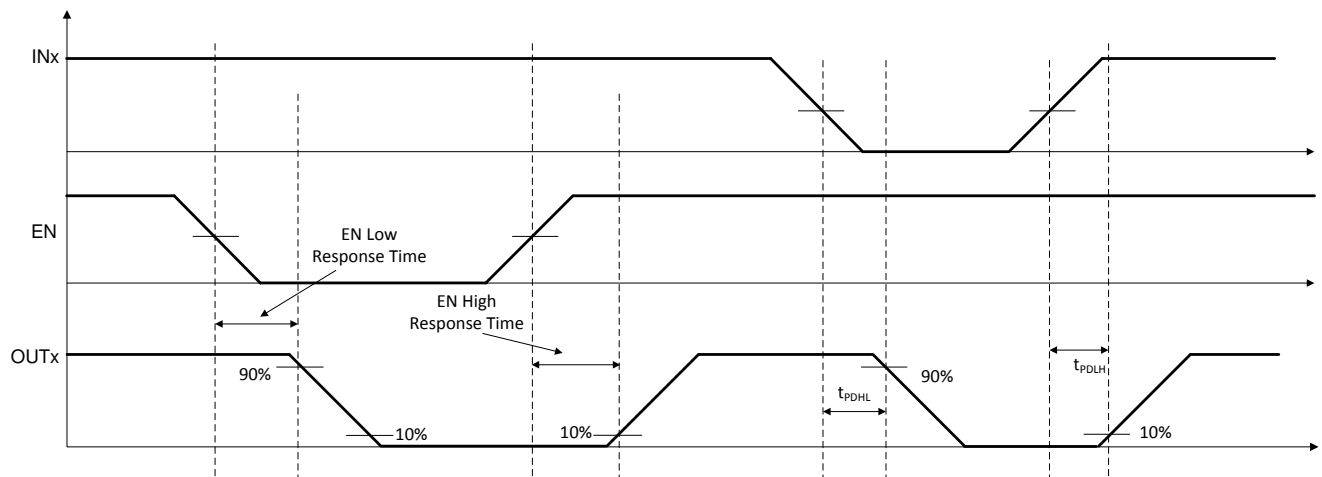 INx
EN
EN Low
Response Time
EN High
Response Time
OUTx
90%
10%
10%
tPDHL
90%
tPDLH
10%